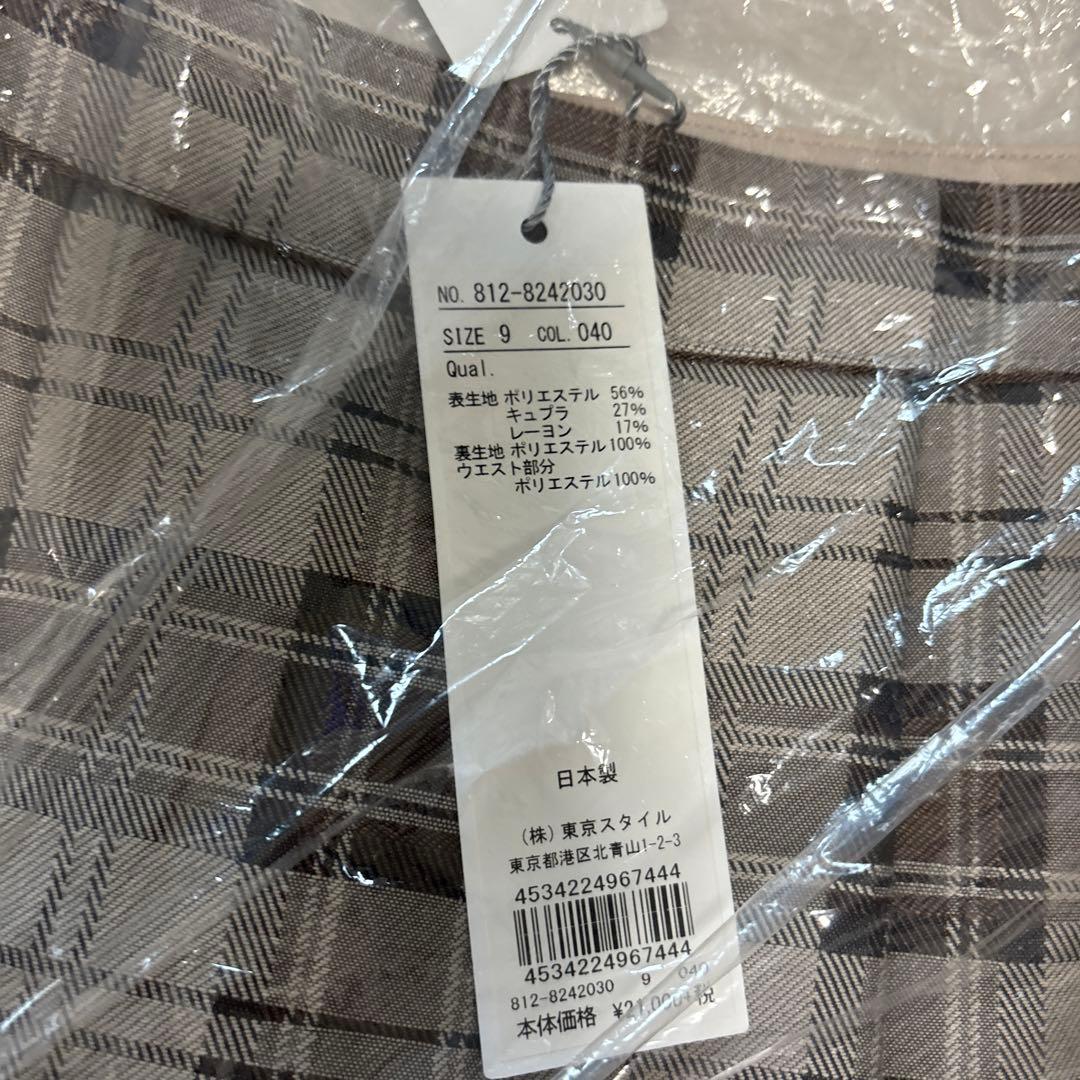 NO. 812-8242030
SIZE 9 COL. 040
Qual.
表生地 ポリエステル 56%
キュプラ 27%
レーヨン 17%
裏生地 ポリエステル 100%
ウエスト部分
ポリエステル 100%
日本製
(株) 東京スタイル
東京都港区北青山1-2-3
4534224967444
4534224967444
812-8242030 9 040
本体価格 ¥21,000+税